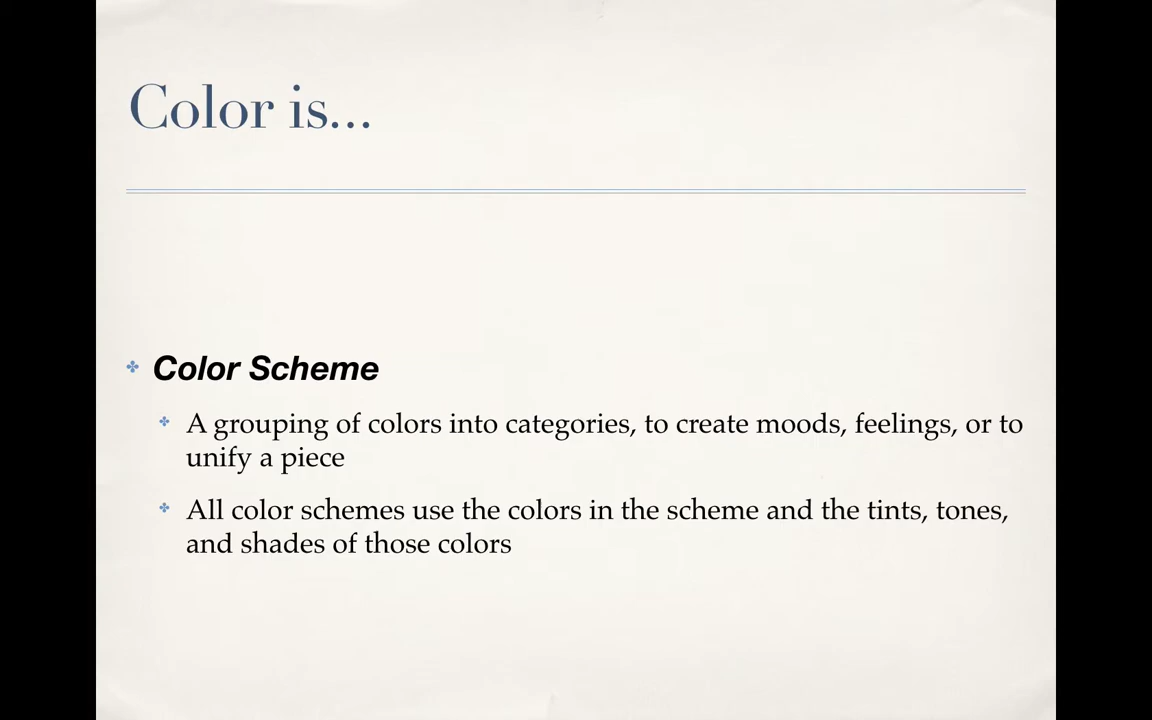 Color is...
Color Scheme
A grouping of colors into categories, to create moods, feelings, or to
unify a piece
All color schemes use the colors in the scheme and the tints, tones,
and shades of those colors